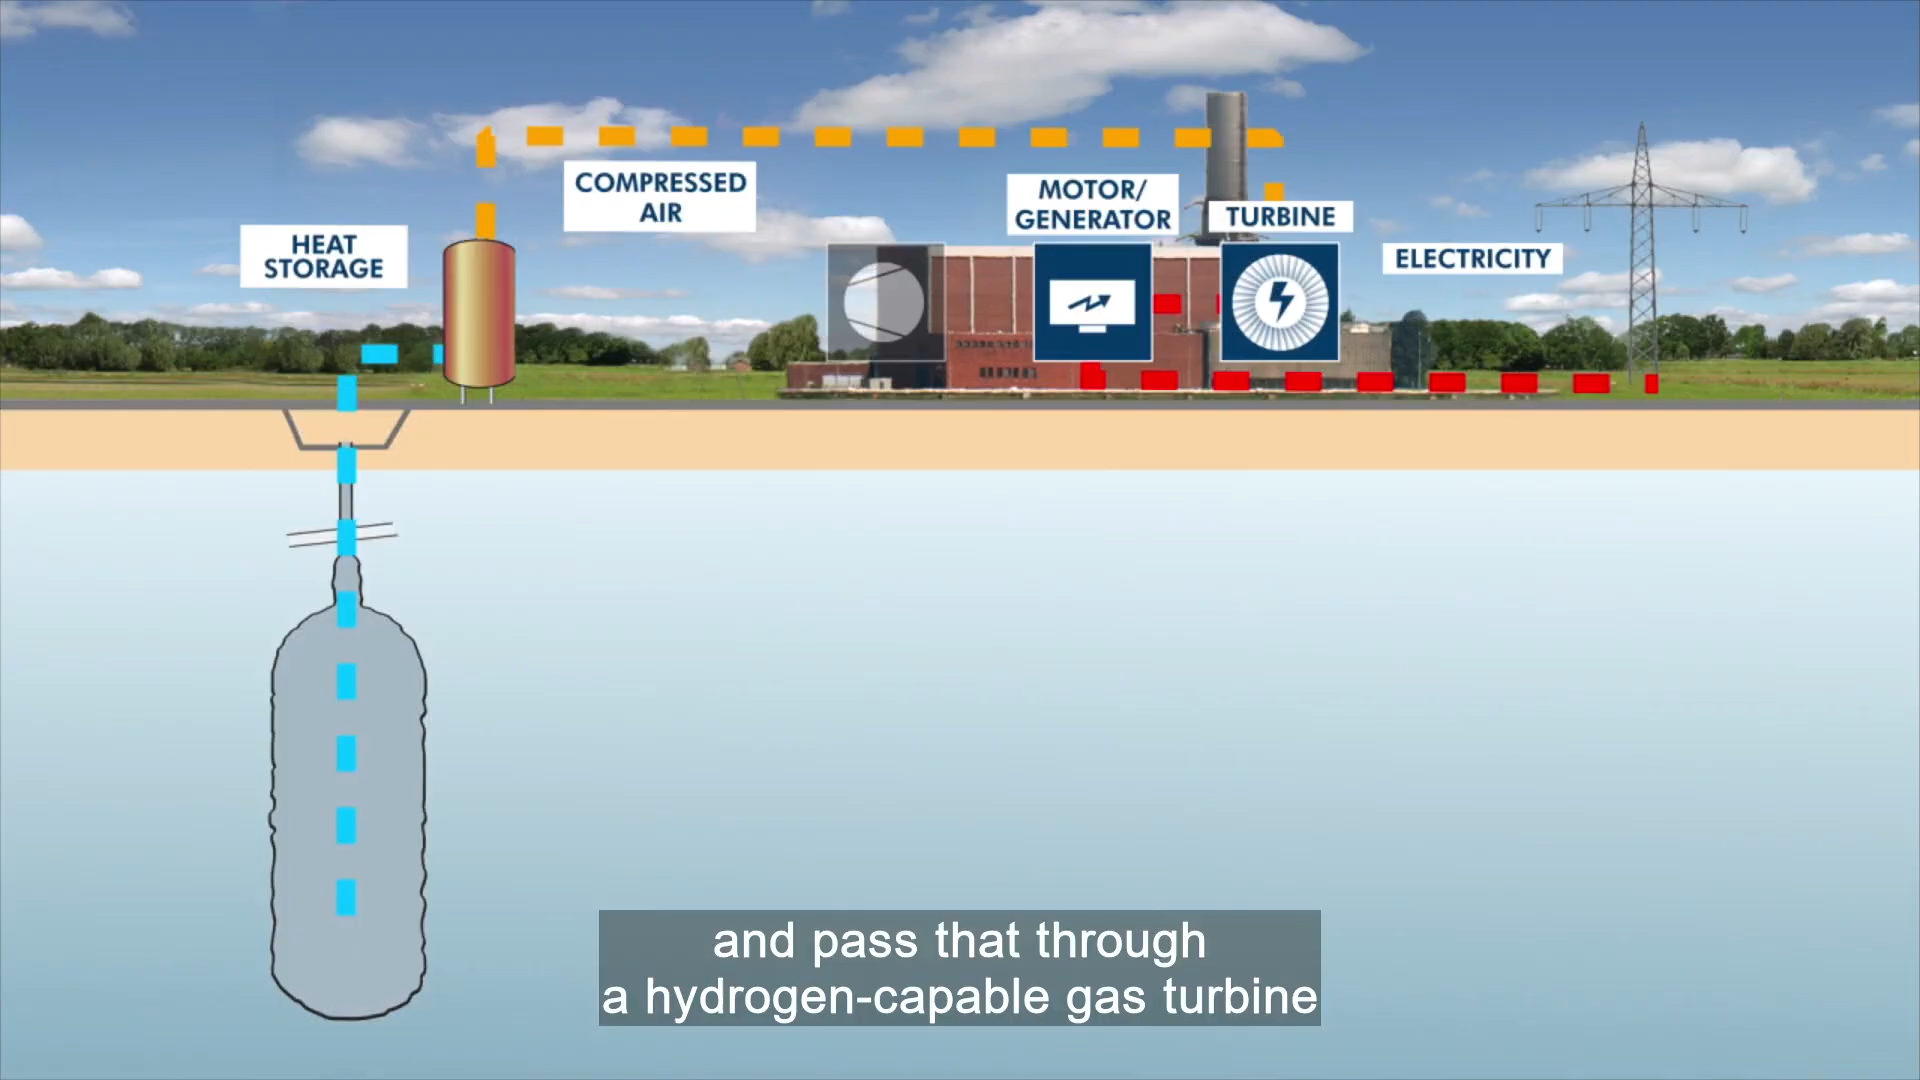 COMPRESSED
AIR
MOTOR/
GENERATOR
TURBINE
HEAT
STORAGE
ELECTRICITY
and pass that through
a hydrogen-capable gas turbine